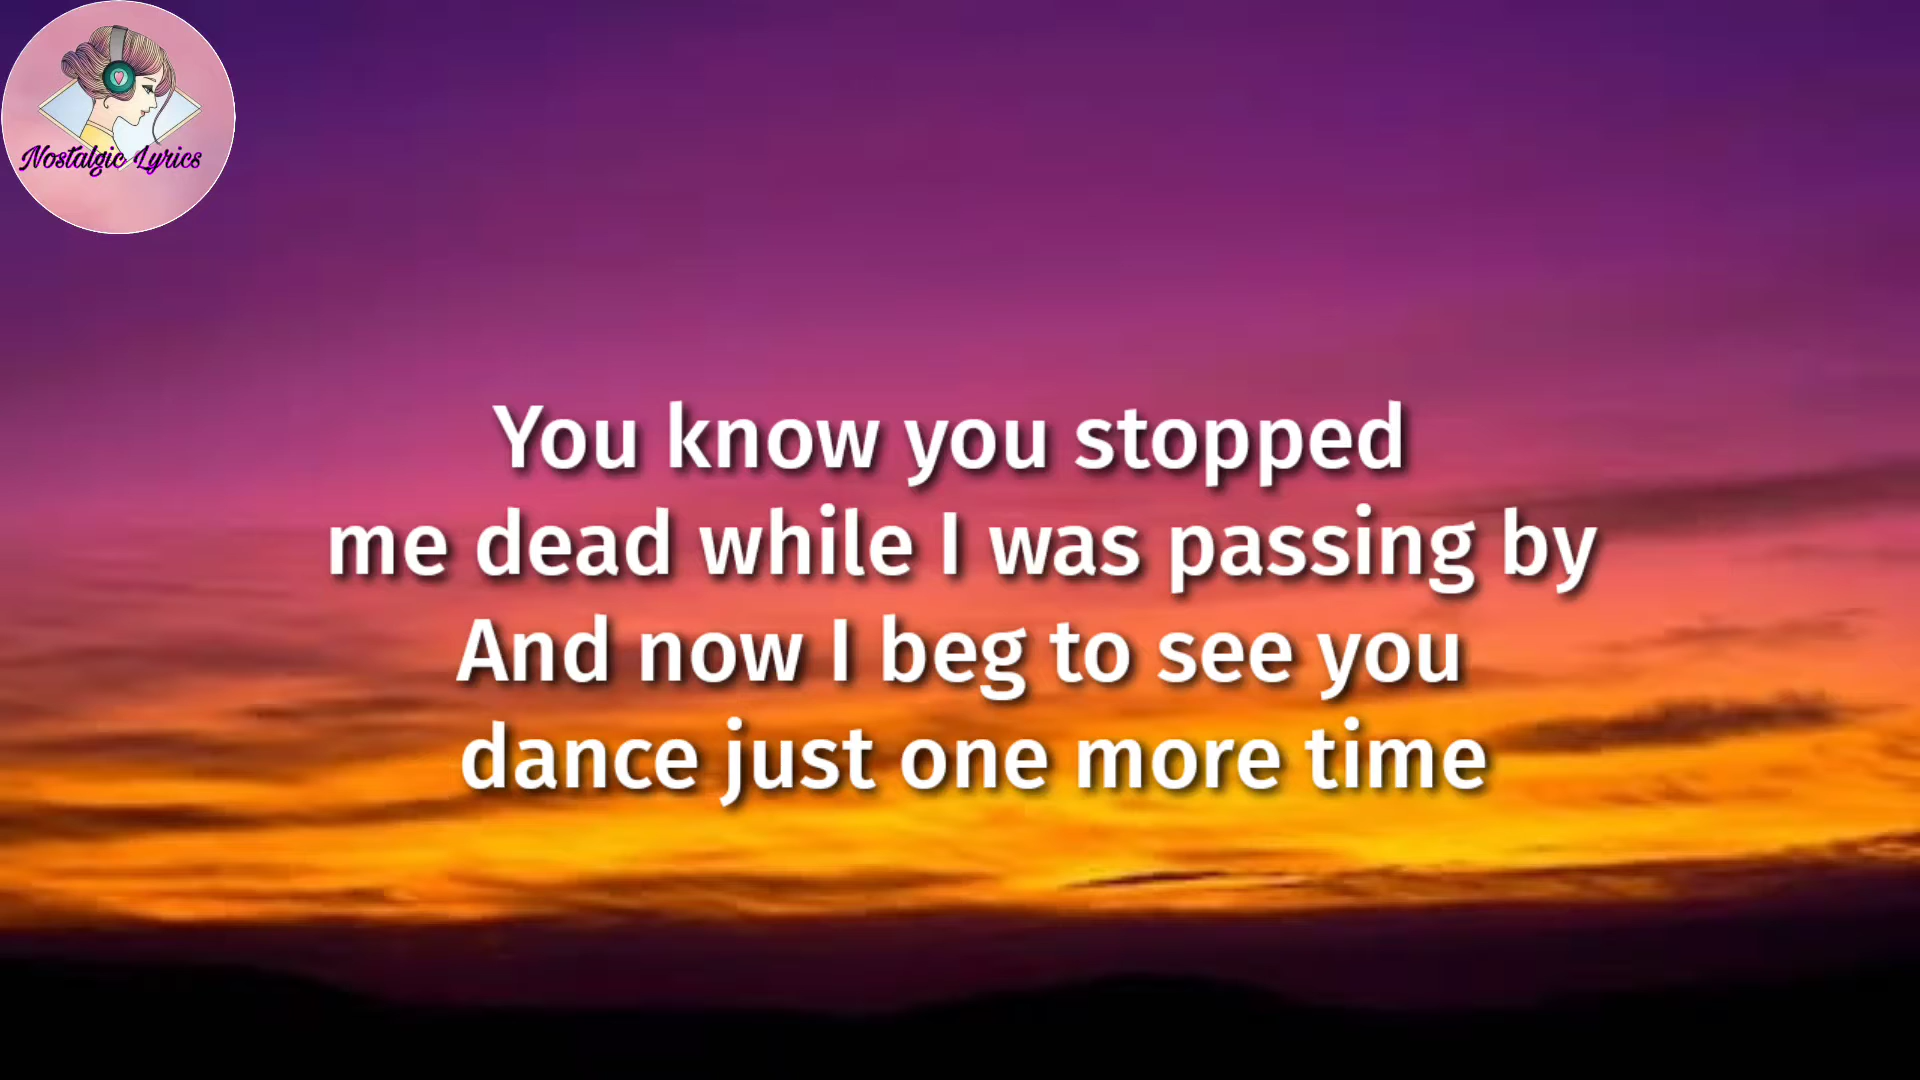 Nostalgic Lyrics
You know you stopped
me dead while I was passing by
And now I beg to see you
dance just one more time